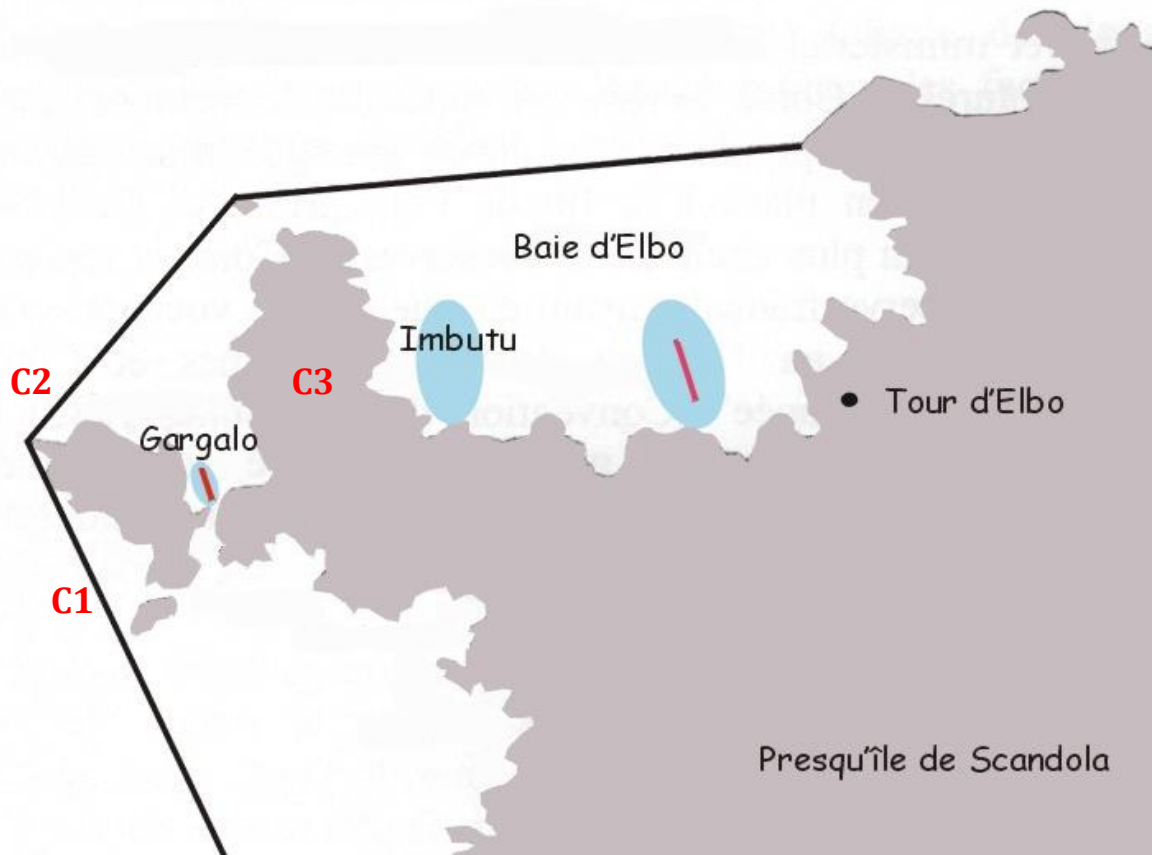 Baie d'Elbo
Imbutu
C2
C3
Tour d'Elbo
Gargalo
C1
Presqu'île de Scandola